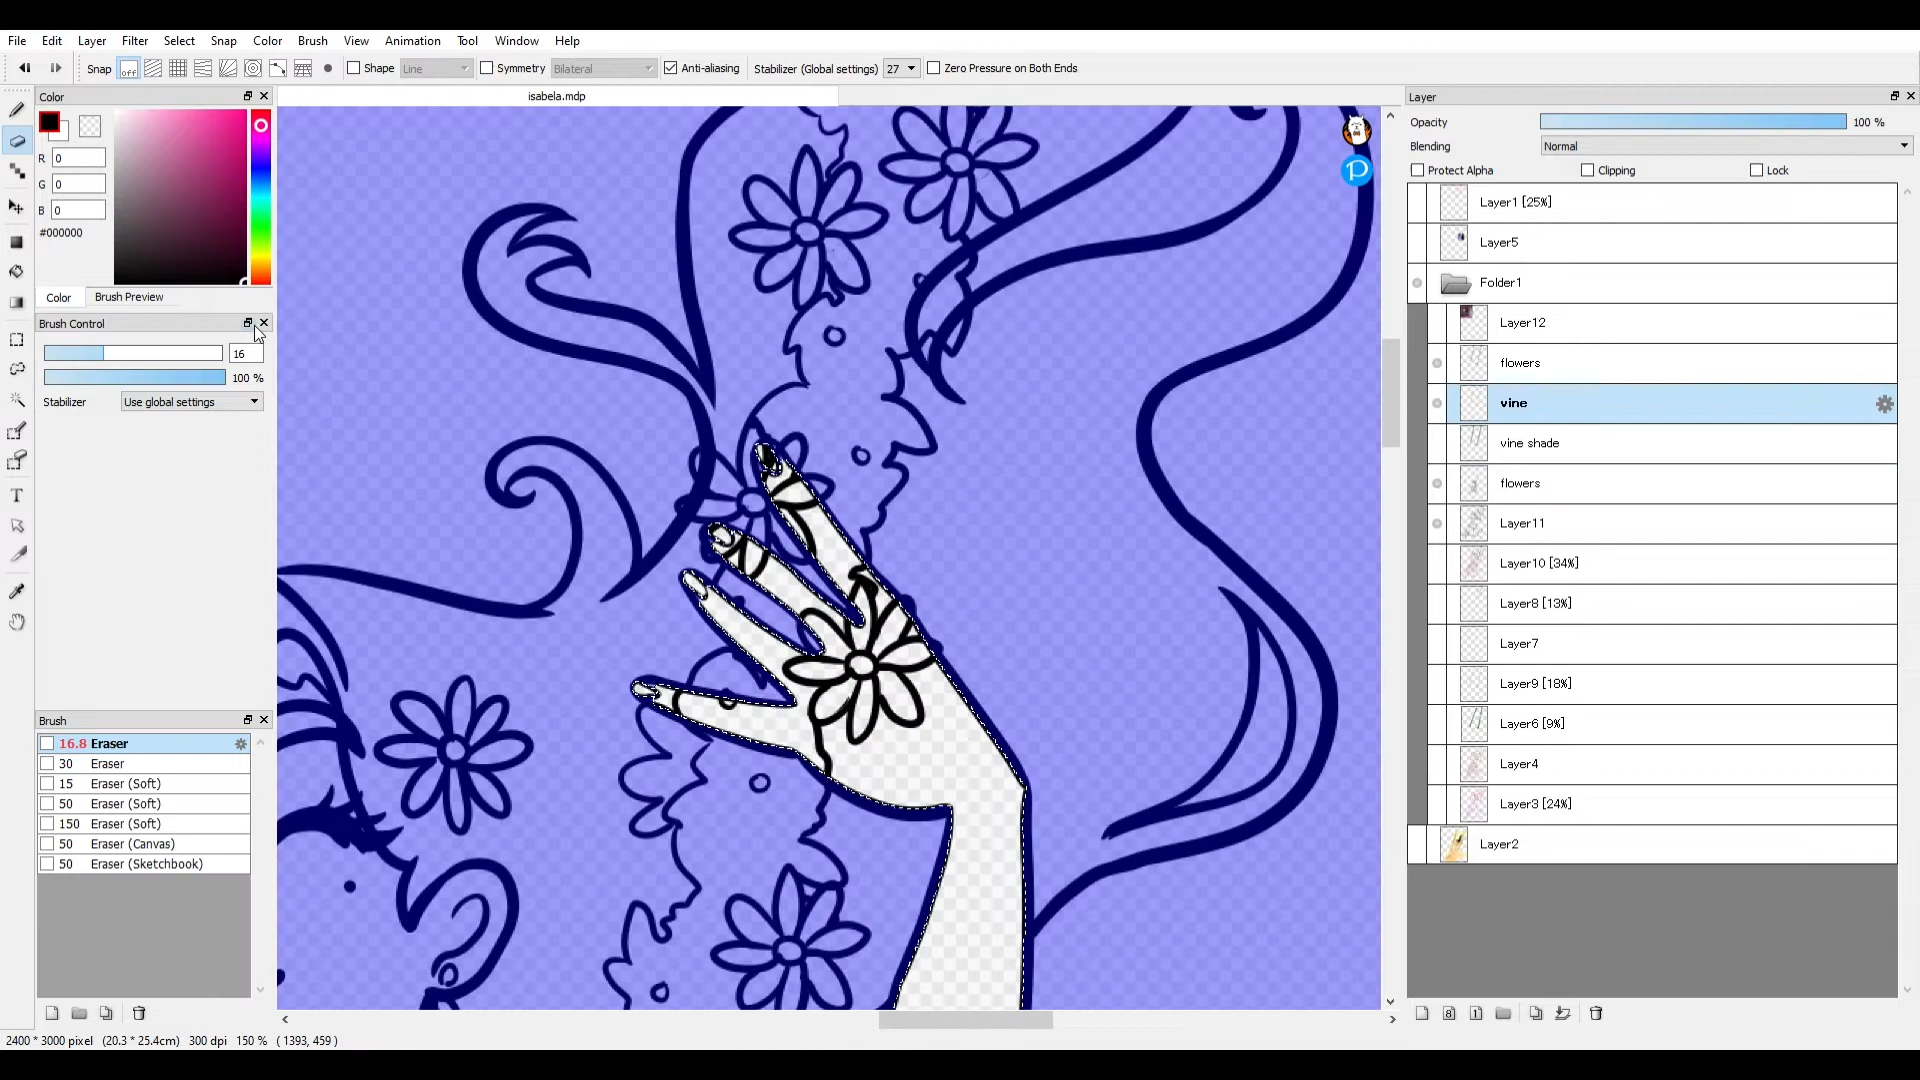 File Edit Layer Filter Select Snap Color Brush View Animation Tool Window Help
Snap off Shape Line Symmetry Bilateral Anti-aliasing Stabilizer (Global settings) 27 Zero Pressure on Both Ends
Color
isabela.mdp
R 0
G 0
B 0
#000000
Color Brush Preview
Brush Control
16
100 %
Stabilizer Use global settings
Brush
16.8 Eraser
30 Eraser
15 Eraser (Soft)
50 Eraser (Soft)
150 Eraser (Soft)
50 Eraser (Canvas)
50 Eraser (Sketchbook)
P
Layer
Opacity 100 %
Blending Normal
Protect Alpha Clipping Lock
Layer1 [25%]
Layer5
Folder1
Layer12
flowers
vine
vine shade
flowers
Layer11
Layer10 [34%]
Layer8 [13%]
Layer7
Layer9 [18%]
Layer6 [9%]
Layer4
Layer3 [24%]
Layer2
8 1
2400 * 3000 pixel (20.3 * 25.4cm) 300 dpi 150 % ( 1393, 459 )